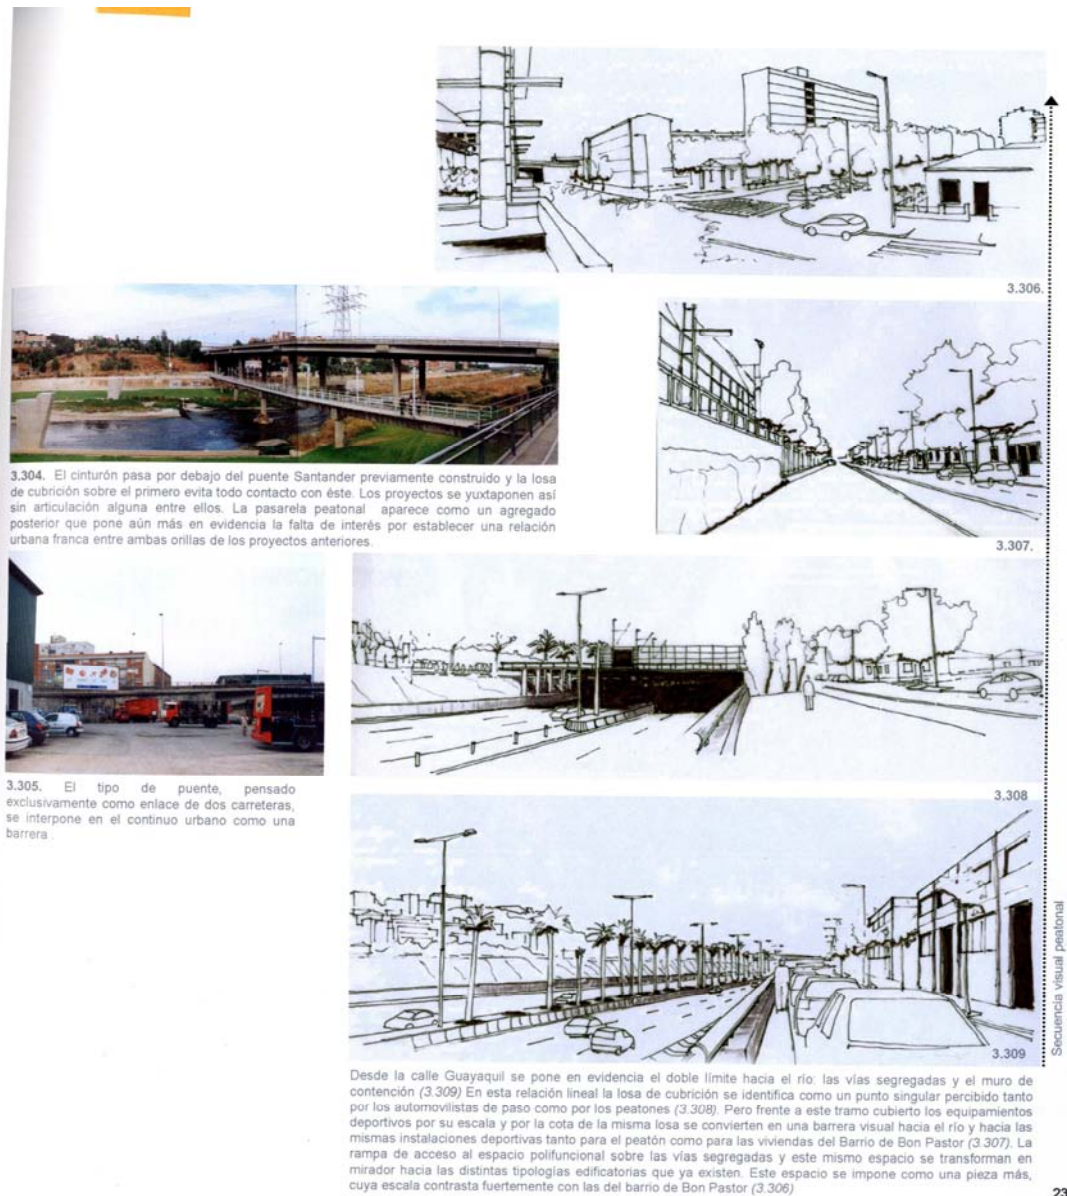 3.306.
3.304. El cinturón pasa por debajo del puente Santander previamente construido y la losa
de cubrición sobre el primero evita todo contacto con éste. Los proyectos se yuxtaponen así
sin articulación alguna entre ellos. La pasarela peatonal aparece como un agregado
posterior que pone aún más en evidencia la falta de interés por establecer una relación
urbana franca entre ambas orillas de los proyectos anteriores.
3.307.
3.305. El tipo de puente, pensado
exclusivamente como enlace de dos carreteras,
se interpone en el continuo urbano como una
barrera .
3.308
3.309
Secuencia visual peatonal
Desde la calle Guayaquil se pone en evidencia el doble límite hacia el río: las vías segregadas y el muro de
contención (3.309) En esta relación lineal la losa de cubrición se identifica como un punto singular percibido tanto
por los automovilistas de paso como por los peatones (3.308). Pero frente a este tramo cubierto los equipamientos
deportivos por su escala y por la cota de la misma losa se convierten en una barrera visual hacia el río y hacia las
mismas instalaciones deportivas tanto para el peatón como para las viviendas del Barrio de Bon Pastor (3.307). La
rampa de acceso al espacio polifuncional sobre las vías segregadas y este mismo espacio se transforman en
mirador hacia las distintas tipologías edificatorias que ya existen. Este espacio se impone como una pieza más,
cuya escala contrasta fuertemente con las del barrio de Bon Pastor (3.306)
23